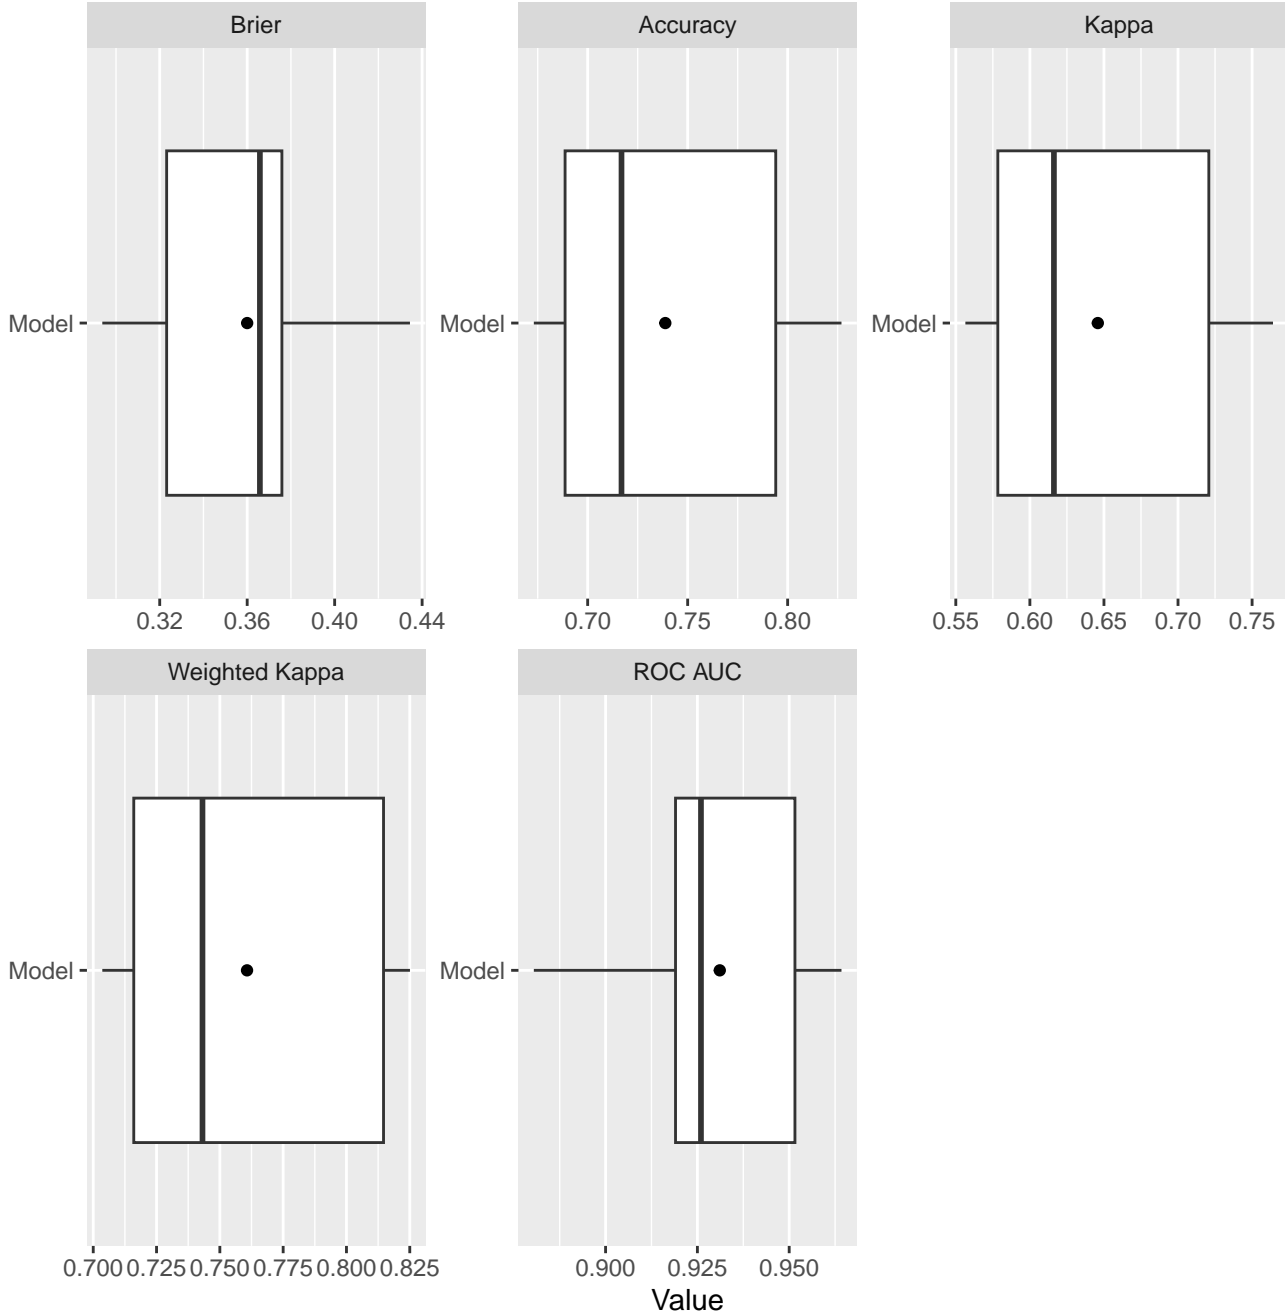 Brier
Accuracy
Kappa
Model
Model
Model
0.32 0.36 0.40 0.44
0.70 0.75 0.80
0.55 0.60 0.65 0.70 0.75
Weighted Kappa
ROC AUC
Model
Model
0.700 0.725 0.750 0.775 0.800 0.825
0.900 0.925 0.950
Value